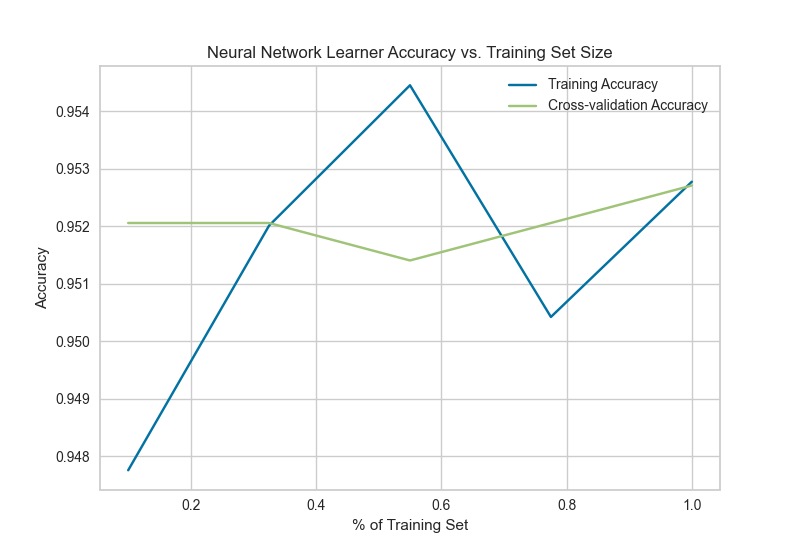 Neural Network Learner Accuracy vs. Training Set Size
Training Accuracy
Cross-validation Accuracy
0.954
0.953
0.952
0.951
0.950
0.949
0.948
Accuracy
0.2
0.4
0.6
0.8
1.0
% of Training Set